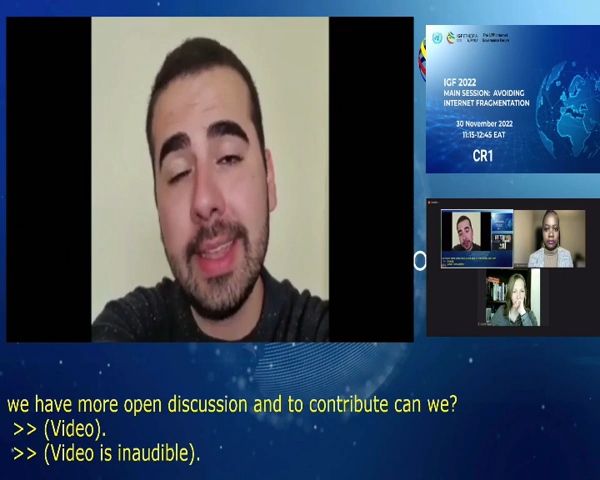 IGF 2022
MAIN SESSION: AVOIDING
INTERNET FRAGMENTATION
30 November 2022
11:15-12:45 EAT
CR1
we have more open discussion and to contribute can we?
>> (Video).
>> (Video is inaudible).